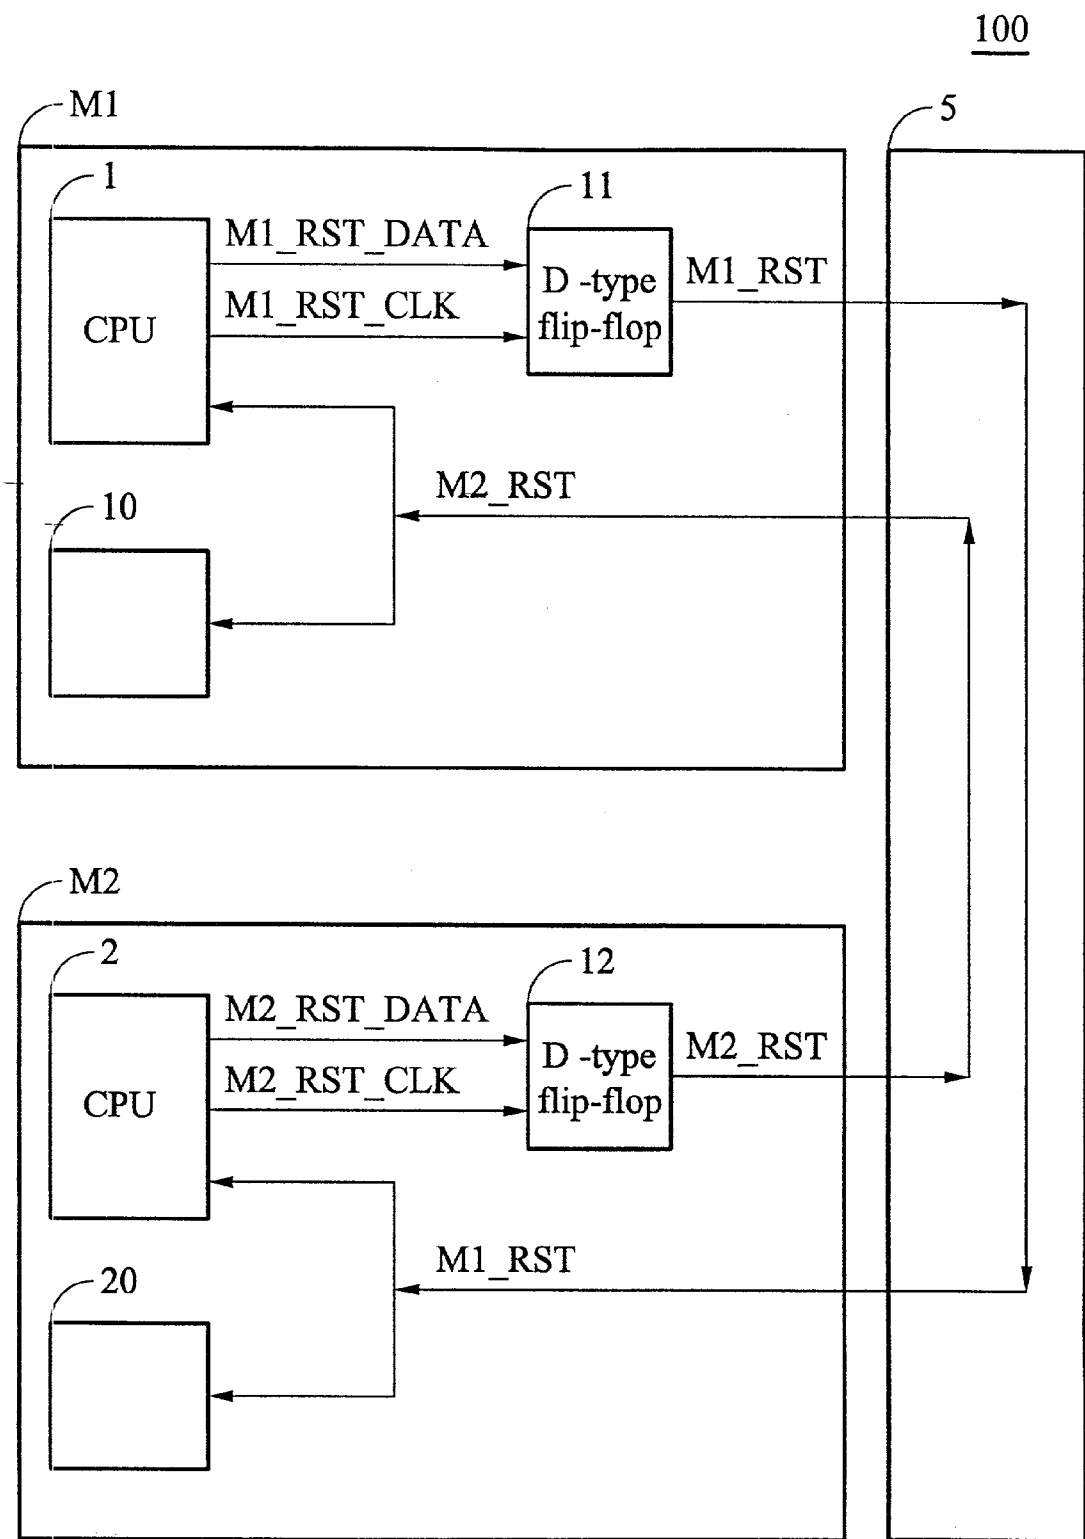 100
M1
5
1
11
M1_RST_DATA
M1_RST_CLK
CPU
D -type
flip-flop
M1_RST
M2_RST
10
M2
2
12
M2_RST_DATA
M2_RST_CLK
CPU
D -type
flip-flop
M2_RST
M1_RST
20